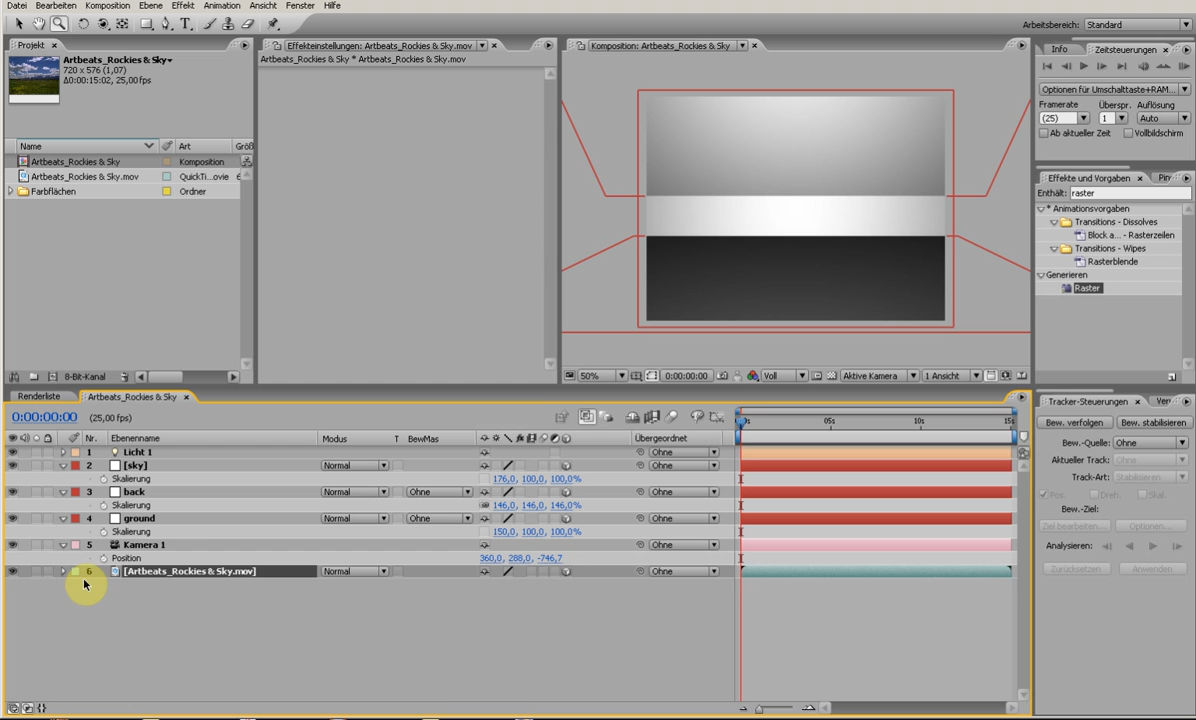 Datei Bearbeiten Komposition Ebene Effekt Animation Ansicht Fenster Hilfe
Arbeitsbereich: Standard
Projekt
Artbeats_Rockies & Sky
720 x 576 (1,07)
Δ0:00:15:02, 25,00fps
Name Art Größ
Artbeats_Rockies & Sky Komposition
Artbeats_Rockies & Sky.mov QuickTi...ovie
Farbflächen Ordner
8-Bit-Kanal
Effekteinstellungen: Artbeats_Rockies & Sky.mov
Artbeats_Rockies & Sky * Artbeats_Rockies & Sky.mov
Komposition: Artbeats_Rockies & Sky
50% 0:00:00:00 Voll Aktive Kamera 1 Ansicht
Info Zeitsteuerungen
Optionen für Umschalttaste+RAM...
Framerate Überspr. Auflösung
(25) 1 Auto
Ab aktueller Zeit Vollbildschirm
Effekte und Vorgaben
Enthält: raster
* Animationsvorgaben
Transitions - Dissolves
Block a... - Rasterzeilen
Transitions - Wipes
Rasterblende
Generieren
Raster
Renderliste Artbeats_Rockies & Sky
0:00:00:00 (25,00 fps)
05s 10s 15s
Nr. Ebenenname Modus T BewMas Übergeordnet
1 Licht 1 Ohne
2 [sky] Normal Ohne
Skalierung 176,0, 100,0, 100,0%
3 back Normal Ohne Ohne
Skalierung 146,0, 146,0, 146,0%
4 ground Normal Ohne Ohne
Skalierung 150,0, 100,0, 100,0%
5 Kamera 1 Ohne
Position 360,0, 288,0, -746,7
6 [Artbeats_Rockies & Sky.mov] Normal Ohne
Tracker-Steuerungen
Bew. verfolgen Bew. stabilisieren
Bew.-Quelle: Ohne
Aktueller Track: Ohne
Track-Art: Stabilisieren
Pos. Dreh. Skal.
Bew.-Ziel:
Ziel bearbeiten... Optionen...
Analysieren:
Zurücksetzen Anwenden